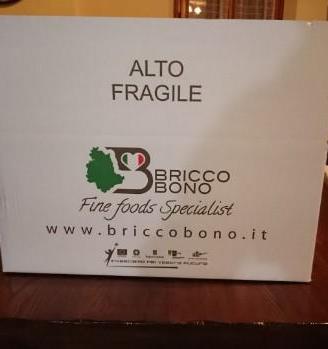 ALTO
FRAGILE
BRICCO
BONO
Fine foods Specialist
www.briccobono.it